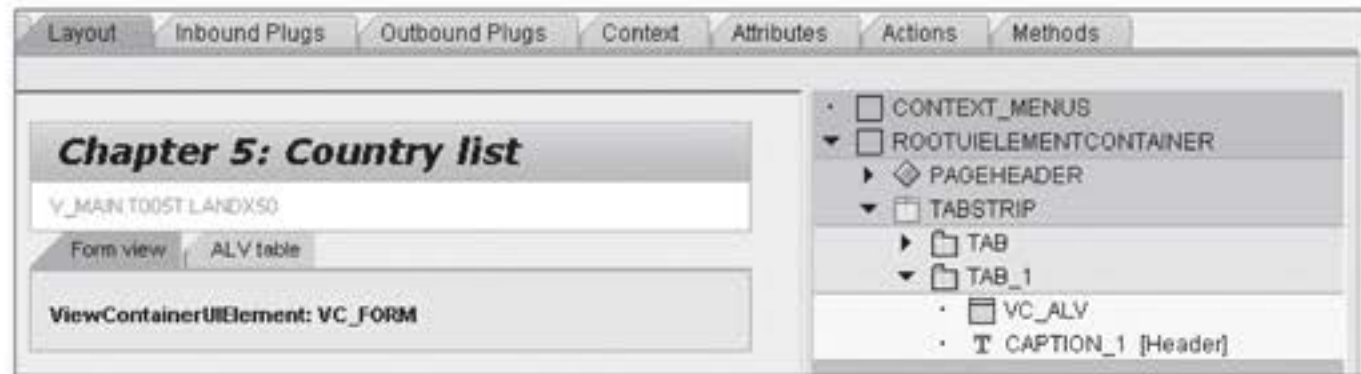 Layout Inbound Plugs Outbound Plugs Context Attributes Actions Methods
Chapter 5: Country list
V_MAIN.T005T.LANDX50
Form view ALV table
ViewContainerUIElement: VC_FORM
CONTEXT_MENUS
ROOTUIELEMENTCONTAINER
PAGEHEADER
TABSTRIP
TAB
TAB_1
VC_ALV
T CAPTION_1 [Header]